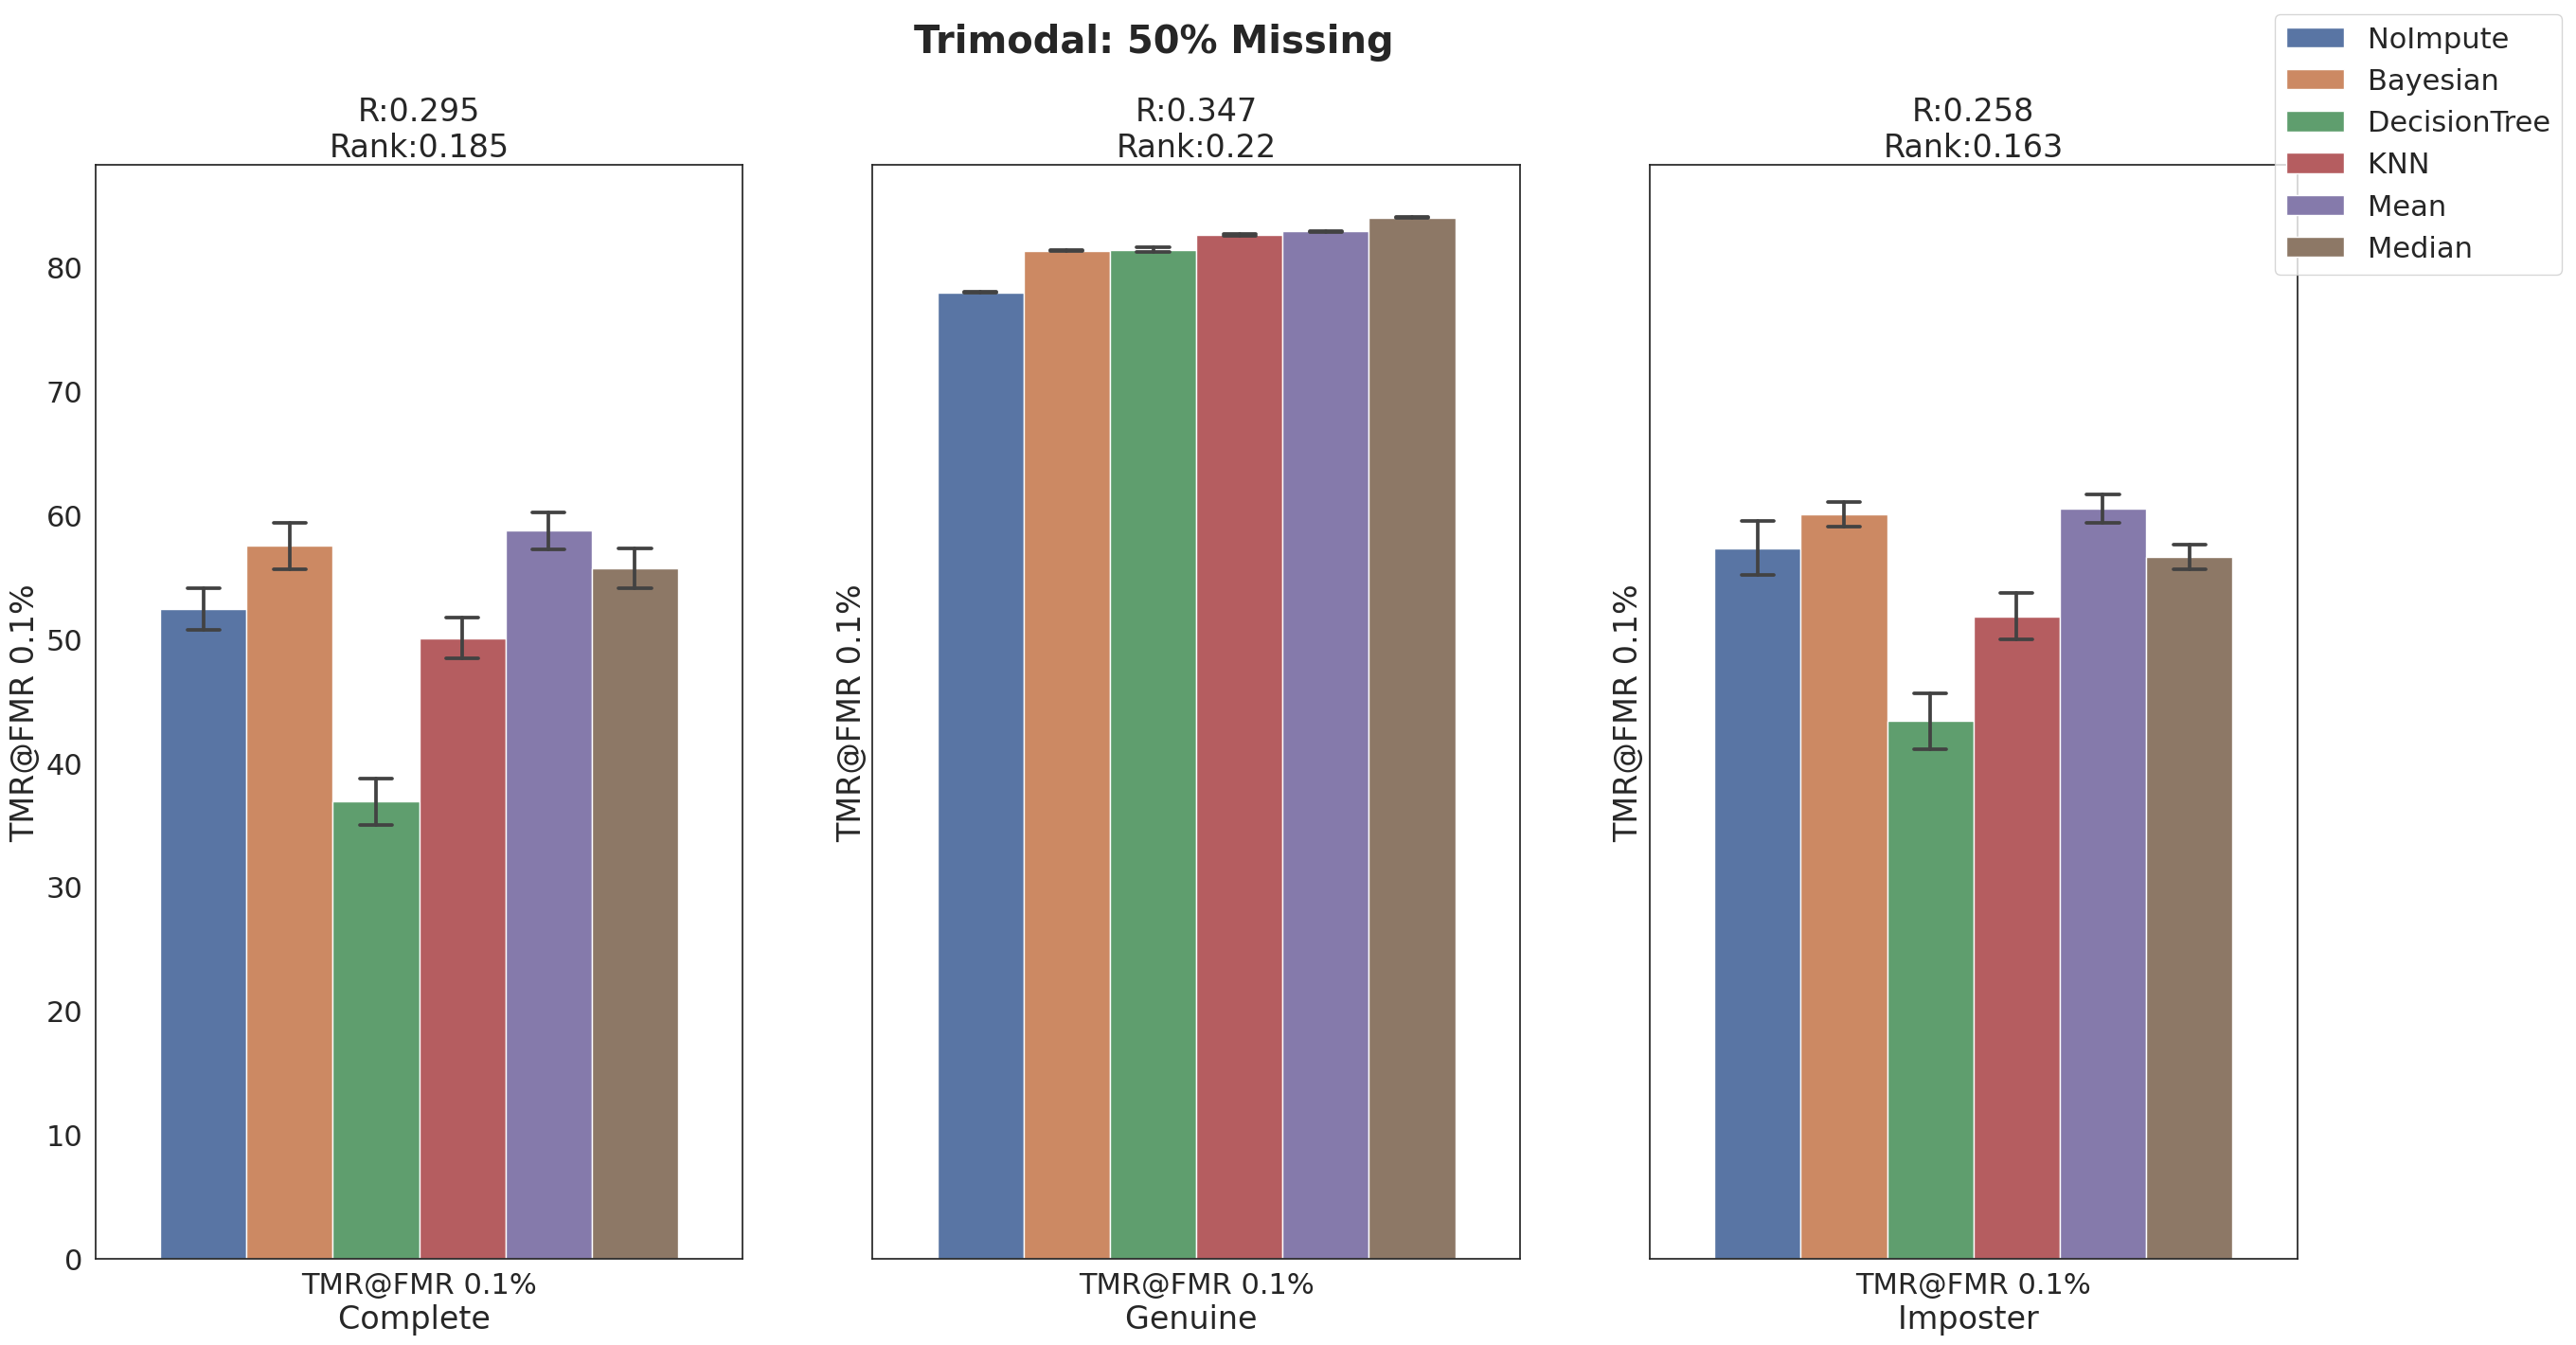 Trimodal: 50% Missing
NoImpute
Bayesian
DecisionTree
KNN
Mean
Median
R:0.295
Rank:0.185
TMR@FMR 0.1%
80
70
60
50
40
30
20
10
0
TMR@FMR 0.1%
Complete
R:0.347
Rank:0.22
TMR@FMR 0.1%
TMR@FMR 0.1%
Genuine
R:0.258
Rank:0.163
TMR@FMR 0.1%
TMR@FMR 0.1%
Imposter